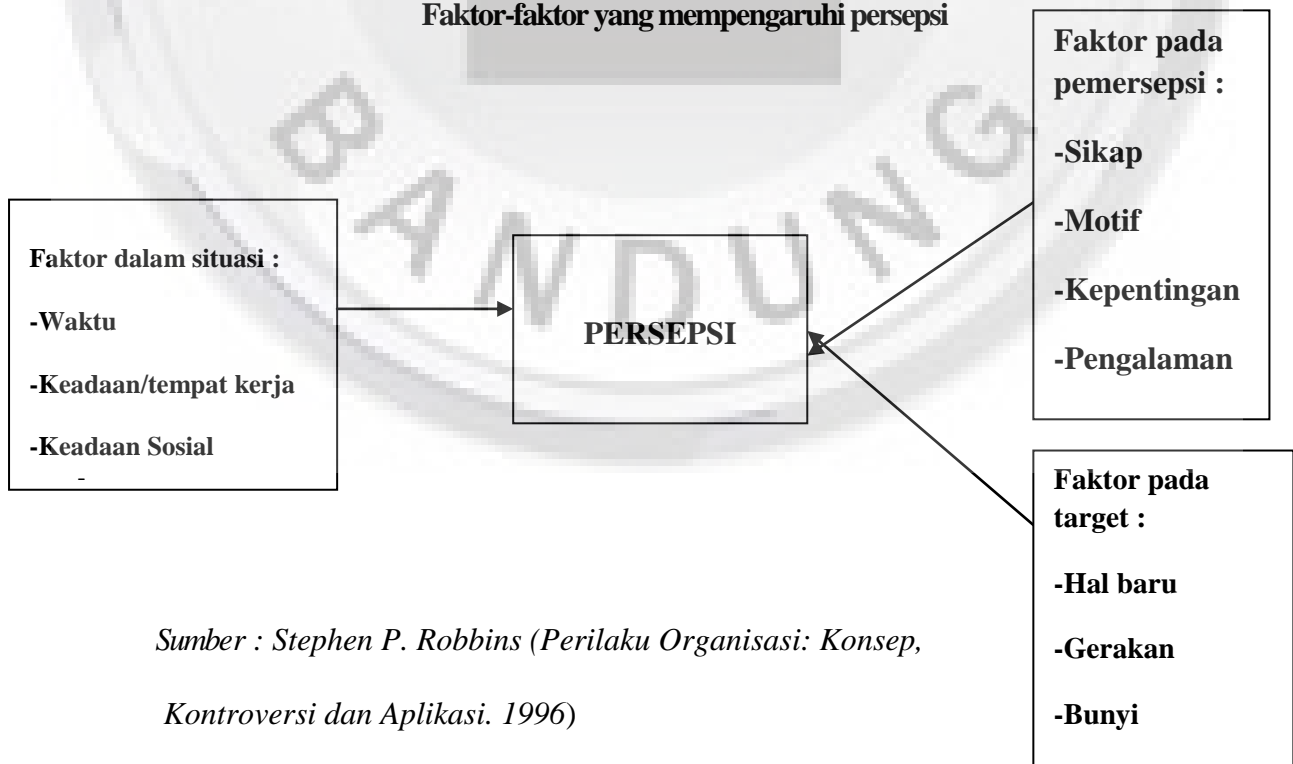 Faktor-faktor yang mempengaruhi persepsi
BANDUNG
Faktor dalam situasi :
-Waktu
-Keadaan/tempat kerja
-Keadaan Sosial
-
PERSEPSI
Faktor pada
pemersepsi :
-Sikap
-Motif
-Kepentingan
-Pengalaman
Faktor pada
target :
-Hal baru
-Gerakan
-Bunyi
Sumber : Stephen P. Robbins (Perilaku Organisasi: Konsep,
Kontroversi dan Aplikasi. 1996)